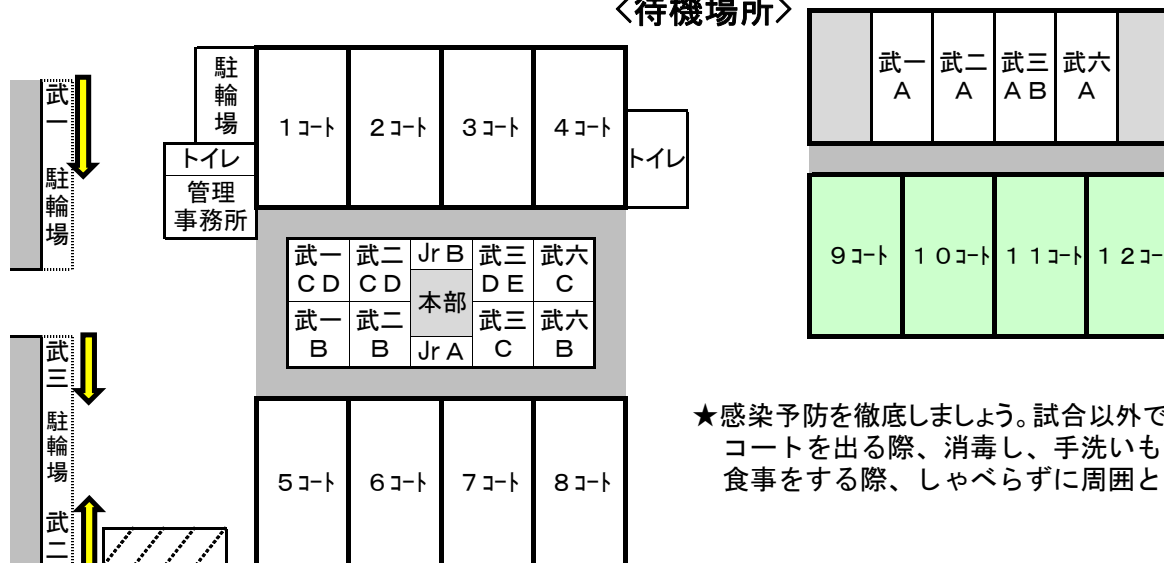 〈待機場所〉
武一 駐輪場
武三 駐輪場 武二
駐輪場
トイレ
管理
事務所
1コート 2コート 3コート 4コート
トイレ
武一
CD
武二
CD
Jr B
武三
DE
武六
C
本部
武一
B
武二
B
Jr A
武三
C
武六
B
5コート 6コート 7コート 8コート
武一
A
武二
A
武三
AB
武六
A
9コート 10コート 11コート 12コー
★感染予防を徹底しましょう。試合以外で
コートを出る際、消毒し、手洗いも
食事をする際、しゃべらずに周囲と